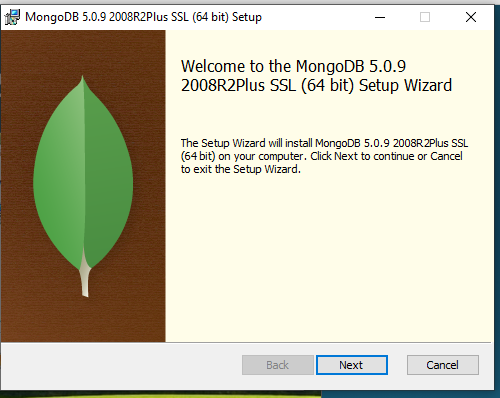 MongoDB 5.0.9 2008R2Plus SSL (64 bit) Setup
Welcome to the MongoDB 5.0.9
2008R2Plus SSL (64 bit) Setup Wizard
The Setup Wizard will install MongoDB 5.0.9 2008R2Plus SSL
(64 bit) on your computer. Click Next to continue or Cancel
to exit the Setup Wizard.
Back Next Cancel